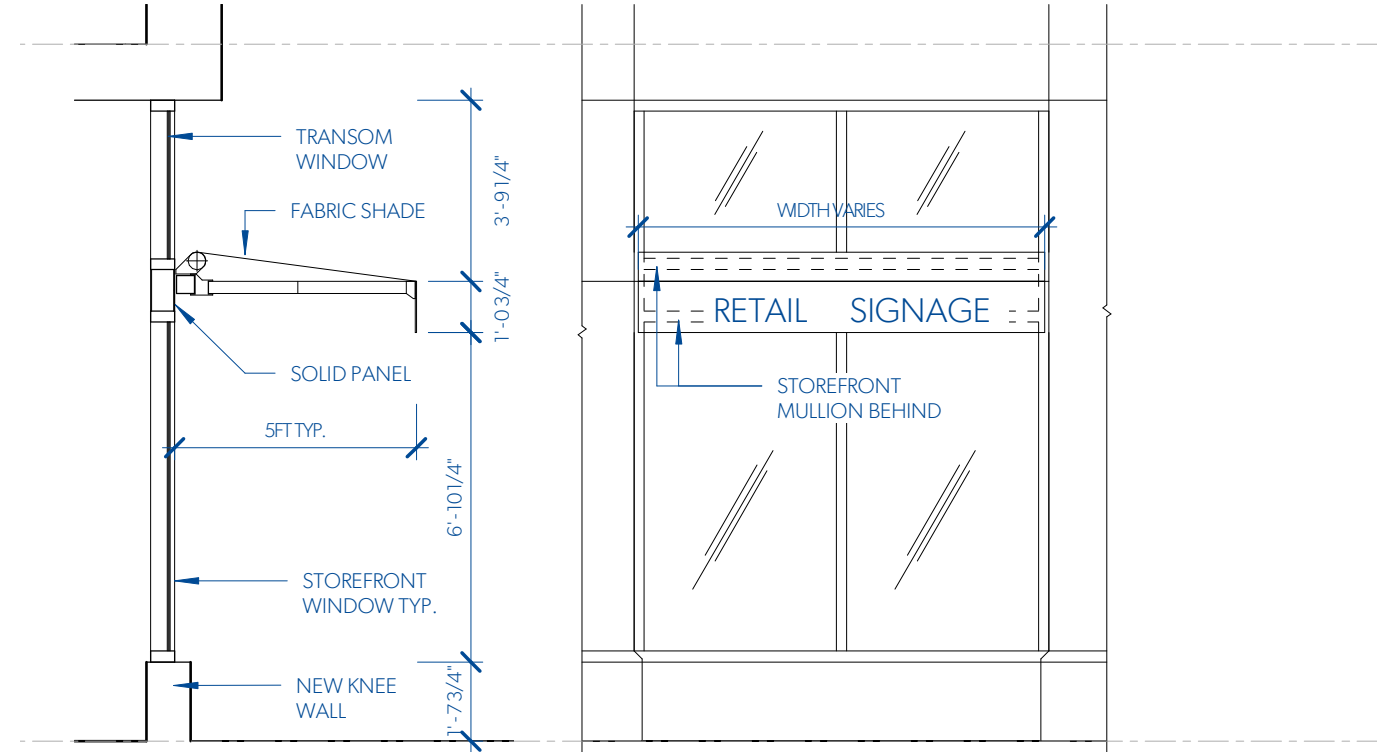 TRANSOM
WINDOW
FABRIC SHADE
3'-91/4"
WIDTH VARIES
1'-03/4"
RETAIL SIGNAGE
SOLID PANEL
STOREFRONT
MULLION BEHIND
5FT TYP.
6'-101/4"
STOREFRONT
WINDOW TYP.
NEW KNEE
WALL
1'-73/4"